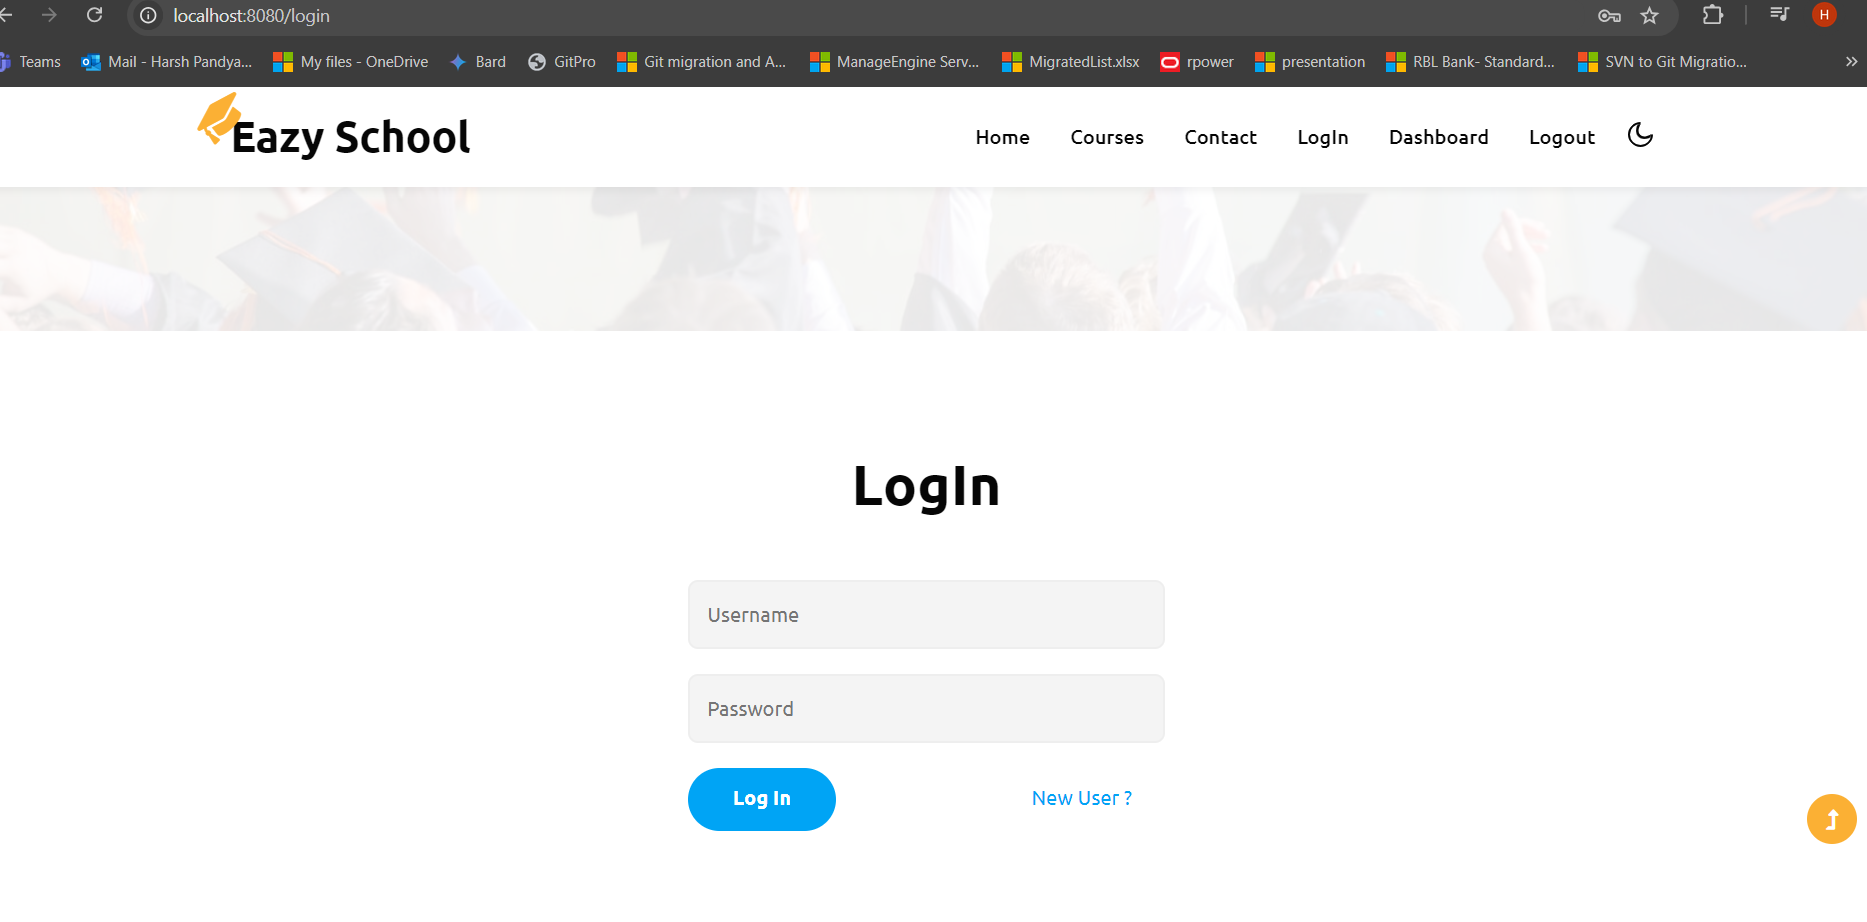 localhost:8080/login
Teams Mail - Harsh Pandya... My files - OneDrive Bard GitPro Git migration and A... ManageEngine Serv... MigratedList.xlsx rpower presentation RBL Bank- Standard... SVN to Git Migratio... »
H
Eazy School
Home Courses Contact LogIn Dashboard Logout
LogIn
Username
Password
Log In New User ?